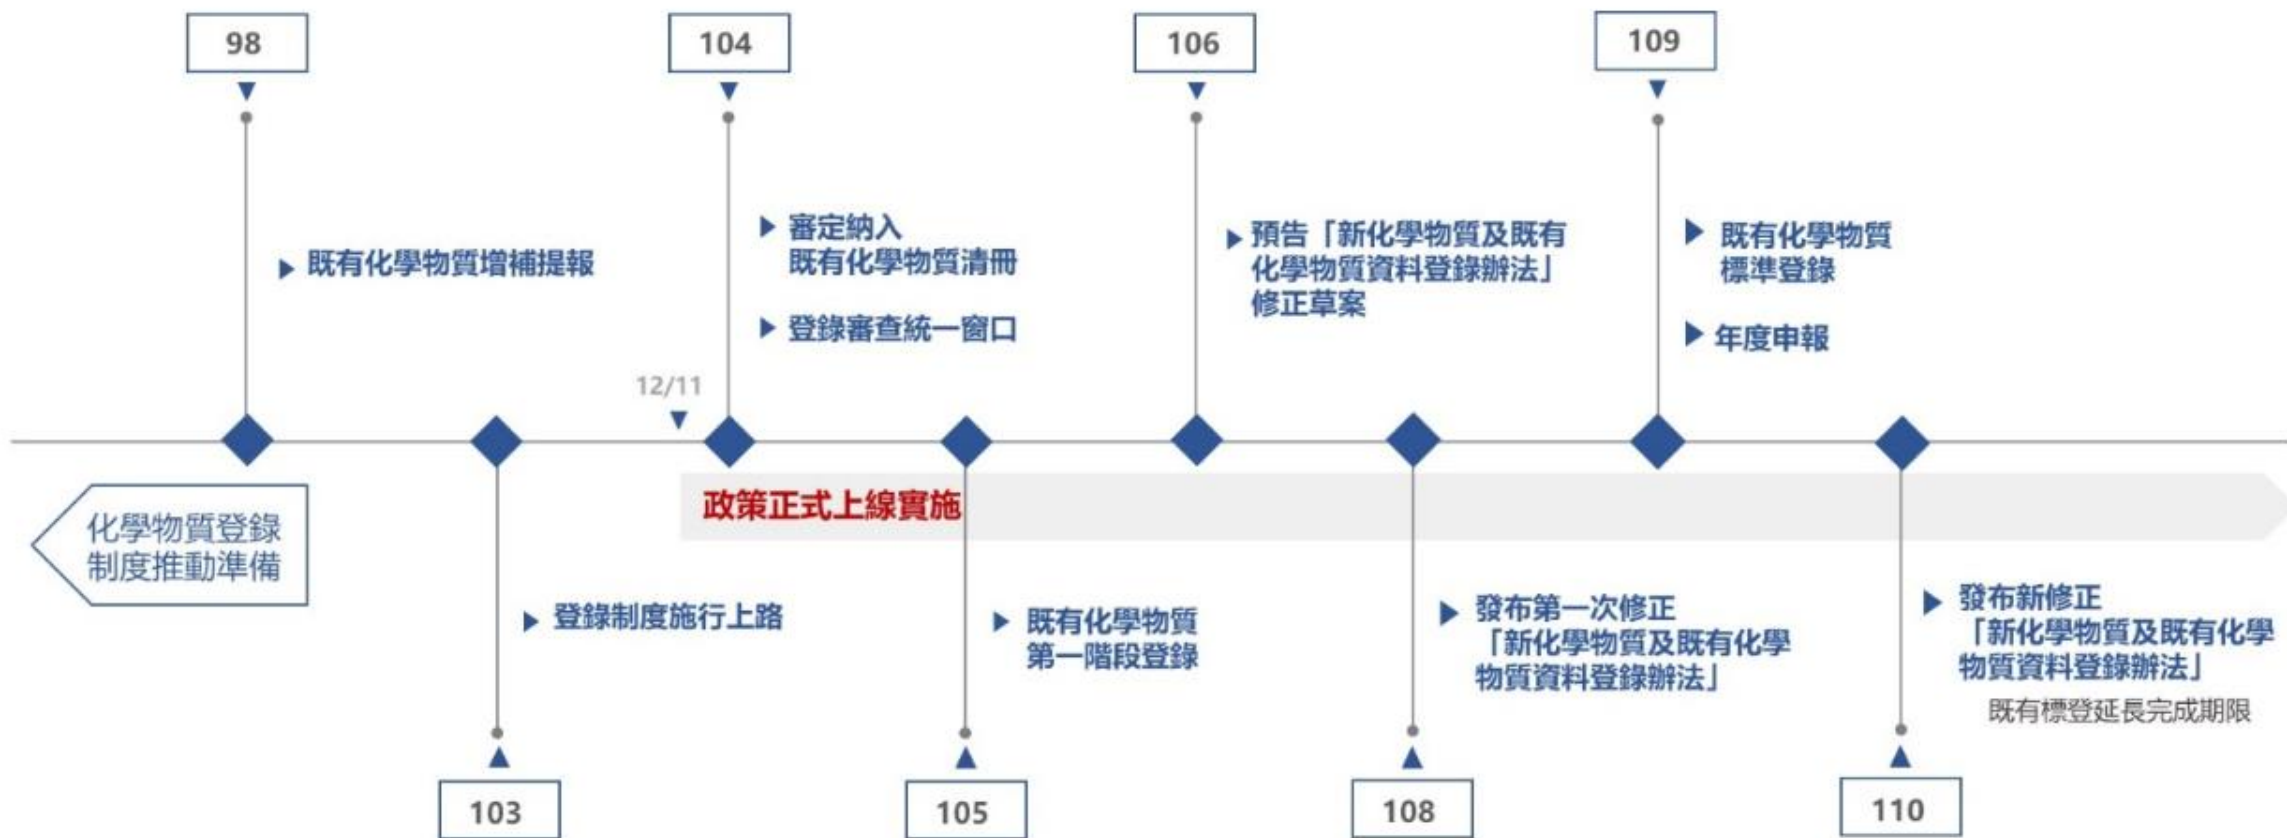 98
既有化學物質增補提報
化學物質登錄
制度推動準備
103
登錄制度施行上路
12/11
政策正式上線實施
104
審定納入
既有化學物質清冊
登錄審查統一窗口
105
既有化學物質
第一階段登錄
106
預告「新化學物質及既有
化學物質資料登錄辦法」
修正草案
108
發布第一次修正
「新化學物質及既有化學
物質資料登錄辦法」
109
既有化學物質
標準登錄
年度申報
110
發布新修正
「新化學物質及既有化學
物質資料登錄辦法」
既有標登延長完成期限